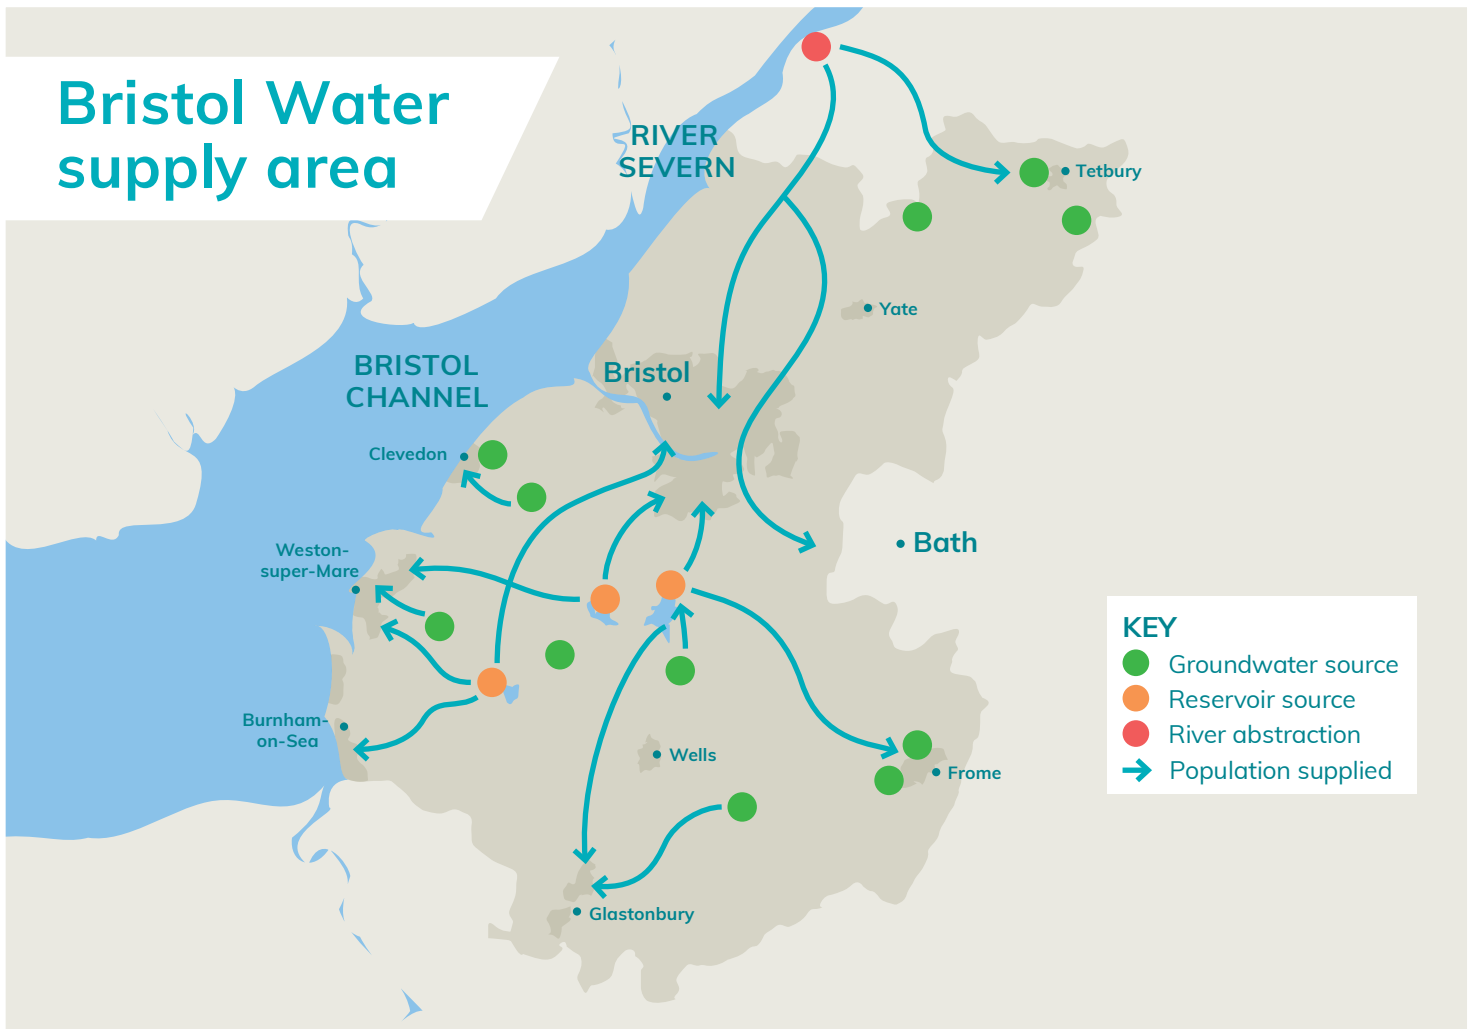 Bristol Water
supply area
RIVER
SEVERN
Tetbury
Yate
BRISTOL
CHANNEL
Bristol
Clevedon
Weston-
super-Mare
Bath
Burnham-
on-Sea
Wells
Frome
Glastonbury
KEY
Groundwater source
Reservoir source
River abstraction
Population supplied